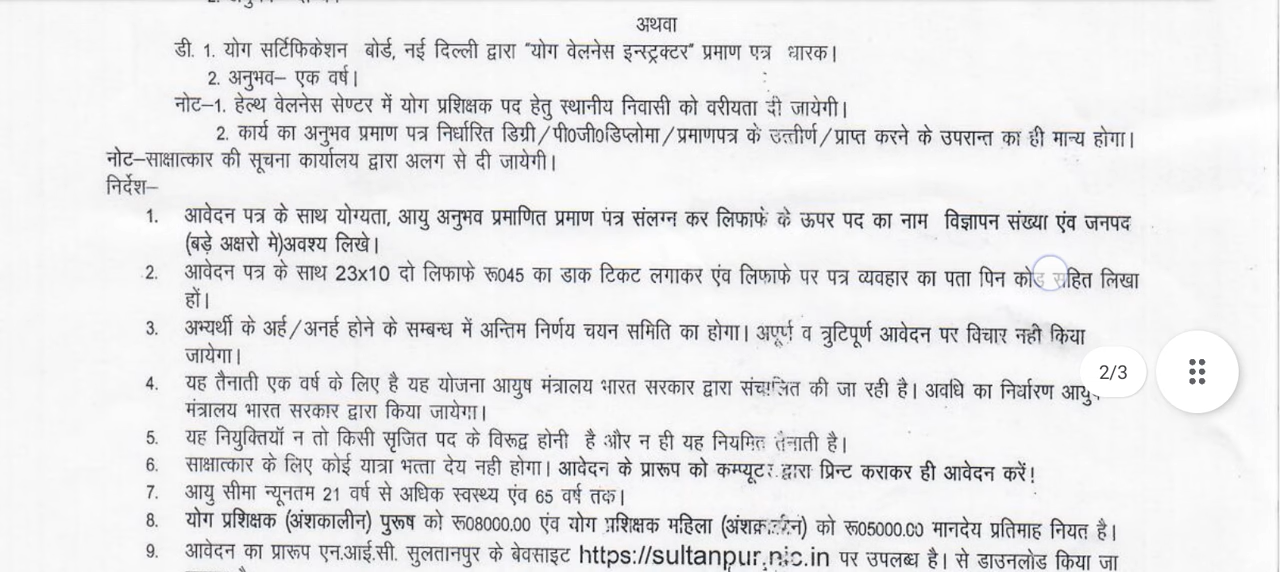 अथवा
डी. 1. योग सर्टिफिकेशन बोर्ड, नई दिल्ली द्वारा "योग वेलनेस इन्स्ट्रक्टर" प्रमाण पत्र धारक।
2. अनुभव– एक वर्ष।
नोट–1. हेल्थ वेलनेस सेण्टर में योग प्रशिक्षक पद हेतु स्थानीय निवासी को वरीयता दी जायेगी।
2. कार्य का अनुभव प्रमाण पत्र निर्धारित डिग्री/पी0जी0डिप्लोमा/प्रमाणपत्र के उत्तीर्ण/प्राप्त करने के उपरान्त का ही मान्य होगा।
नोट–साक्षात्कार की सूचना कार्यालय द्वारा अलग से दी जायेगी।
निर्देश–
1. आवेदन पत्र के साथ योग्यता, आयु अनुभव प्रमाणित प्रमाण पत्र संलग्न कर लिफाफे के ऊपर पद का नाम विज्ञापन संख्या एंव जनपद
(बड़े अक्षरो मे)अवश्य लिखे।
2. आवेदन पत्र के साथ 23x10 दो लिफाफे रू045 का डाक टिकट लगाकर एंव लिफाफे पर पत्र व्यवहार का पता पिन कोड सहित लिखा
हों।
3. अभ्यर्थी के अर्ह/अनर्ह होने के सम्बन्ध में अन्तिम निर्णय चयन समिति का होगा। अपूर्ण व त्रुटिपूर्ण आवेदन पर विचार नही किया
जायेगा।
2/3
4. यह तैनाती एक वर्ष के लिए है यह योजना आयुष मंत्रालय भारत सरकार द्वारा संचालित की जा रही है। अवधि का निर्धारण
मंत्रालय भारत सरकार द्वारा किया जायेगा।
5. यह नियुक्तियॉ न तो किसी सृजित पद के विरूद्व होनी है और न ही यह नियमित तैनाती है।
6. साक्षात्कार के लिए कोई यात्रा भत्ता देय नही होगा। आवेदन के प्रारूप को कम्प्यूटर द्वारा प्रिन्ट कराकर ही आवेदन करें!
7. आयु सीमा न्यूनतम 21 वर्ष से अधिक स्वस्थ्य एंव 65 वर्ष तक।
8. योग प्रशिक्षक (अंशकालीन) पुरूष को रू08000.00 एंव योग प्रशिक्षक महिला (अंशकालीन) को रू05000.00 मानदेय प्रतिमाह नियत है।
9. आवेदन का प्रारूप एन.आई.सी. सुलतानपुर के बेवसाइट https://sultanpur.nic.in पर उपलब्ध है। से डाउनलोड किया जा